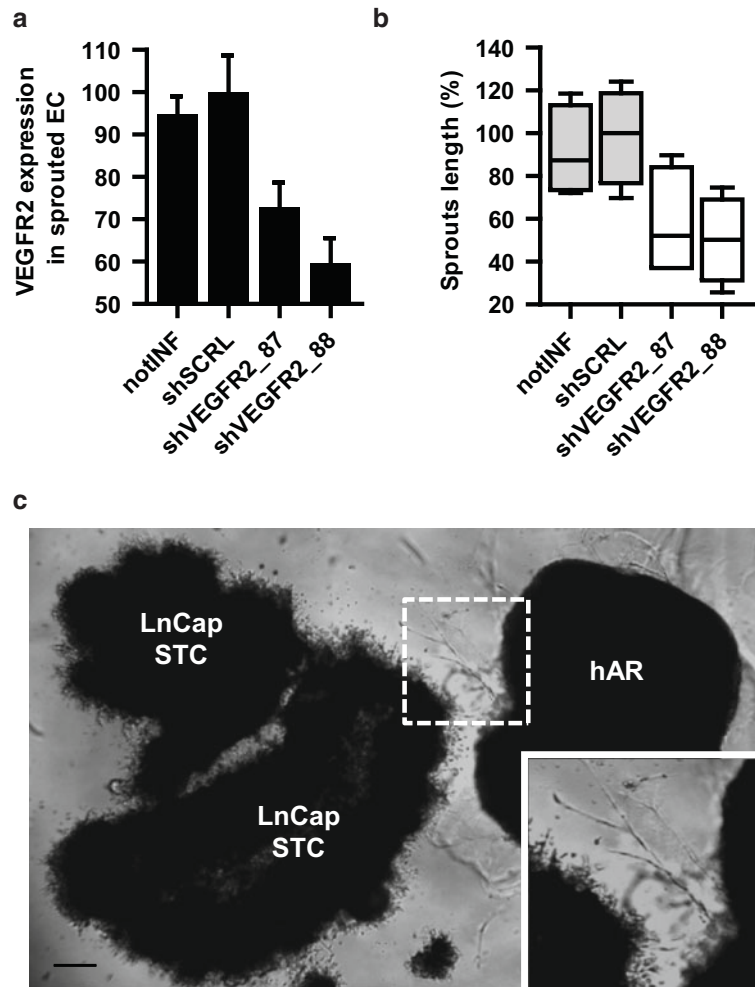 a
VEGFR2 expression
in sprouted EC
110
100
90
80
70
60
50
notINF
shSCRL
shVEGFR2_87
shVEGFR2_88
b
Sprouts length (%)
140
120
100
80
60
40
20
notINF
shSCRL
shVEGFR2_87
shVEGFR2_88
c
LnCap
STC
hAR
LnCap
STC